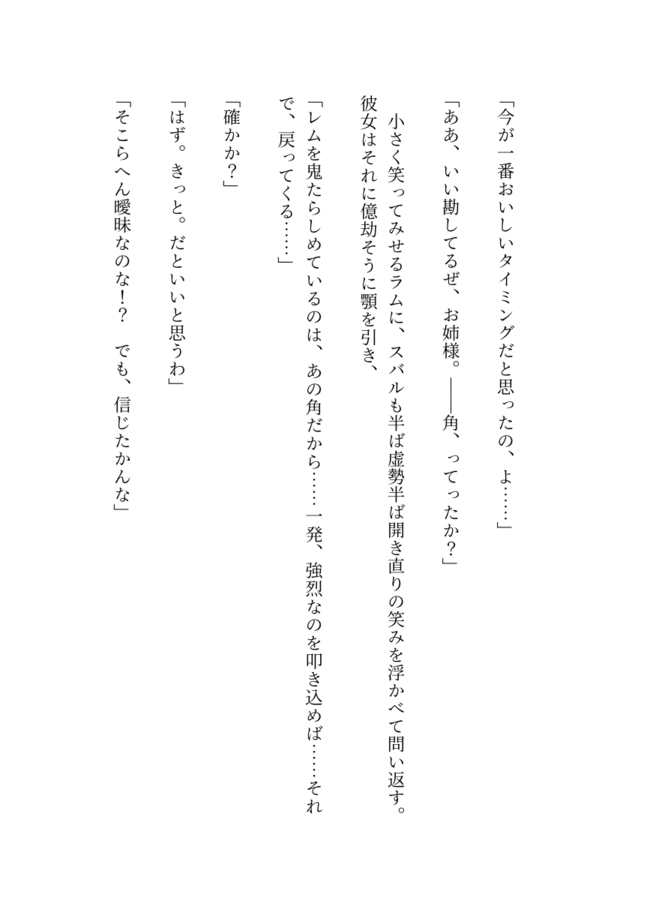 「今が一番おいしいタイミングだと思ったの、よ……」
「ああ、いい勘してるぜ、お姉様。――角、ってったか？」
　小さく笑ってみせるラムに、スバルも半ば虚勢半ば開き直りの笑みを浮かべて問い返す。
彼女はそれに億劫そうに顎を引き、
「レムを鬼たらしめているのは、あの角だから……一発、強烈なのを叩き込めば……それ
で、戻ってくる……」
「確かか？」
「はず。きっと。だといいと思うわ」
「そこらへん曖昧なのな！？　でも、信じたかんな」